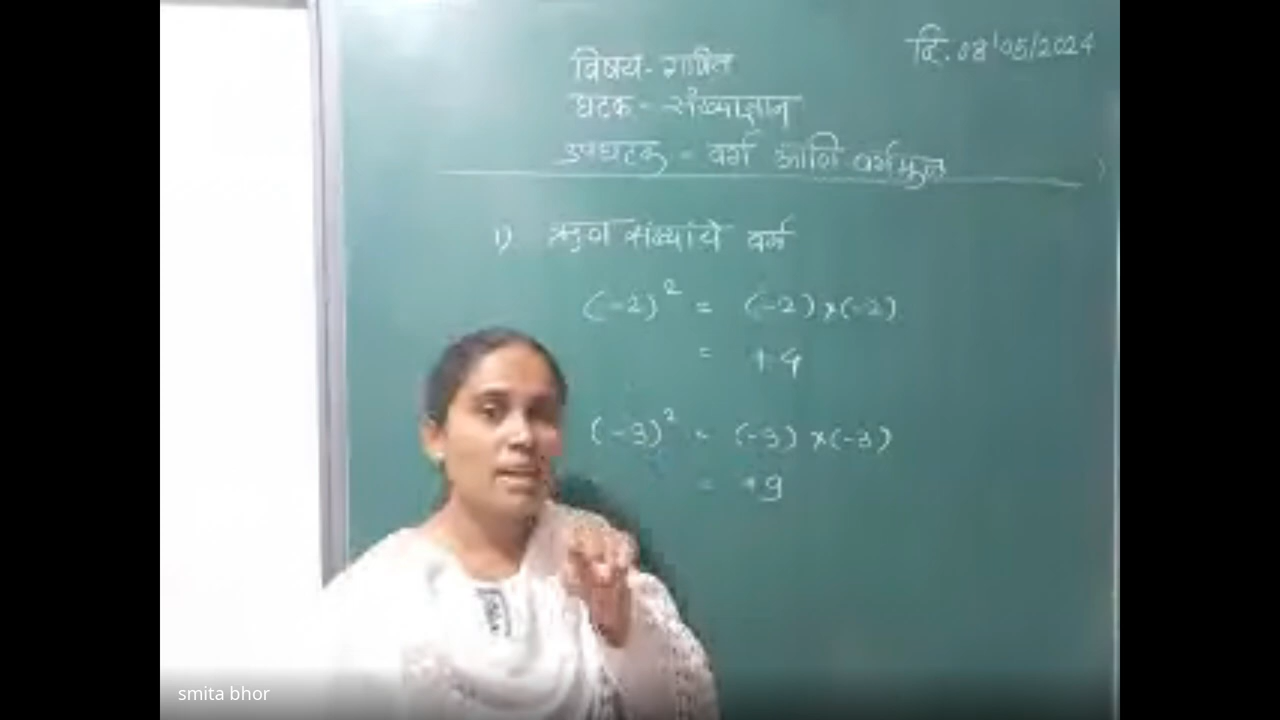 दि. 08/05/2024
विषय- गणित
घटक - संख्याज्ञान
उपघटक - वर्ग आणि वर्गमूळ
1) ऋण संख्यांचे वर्ग
(-2)² = (-2)×(-2)
= +4
(-3)² = (-3)×(-3)
= +9
smita bhor